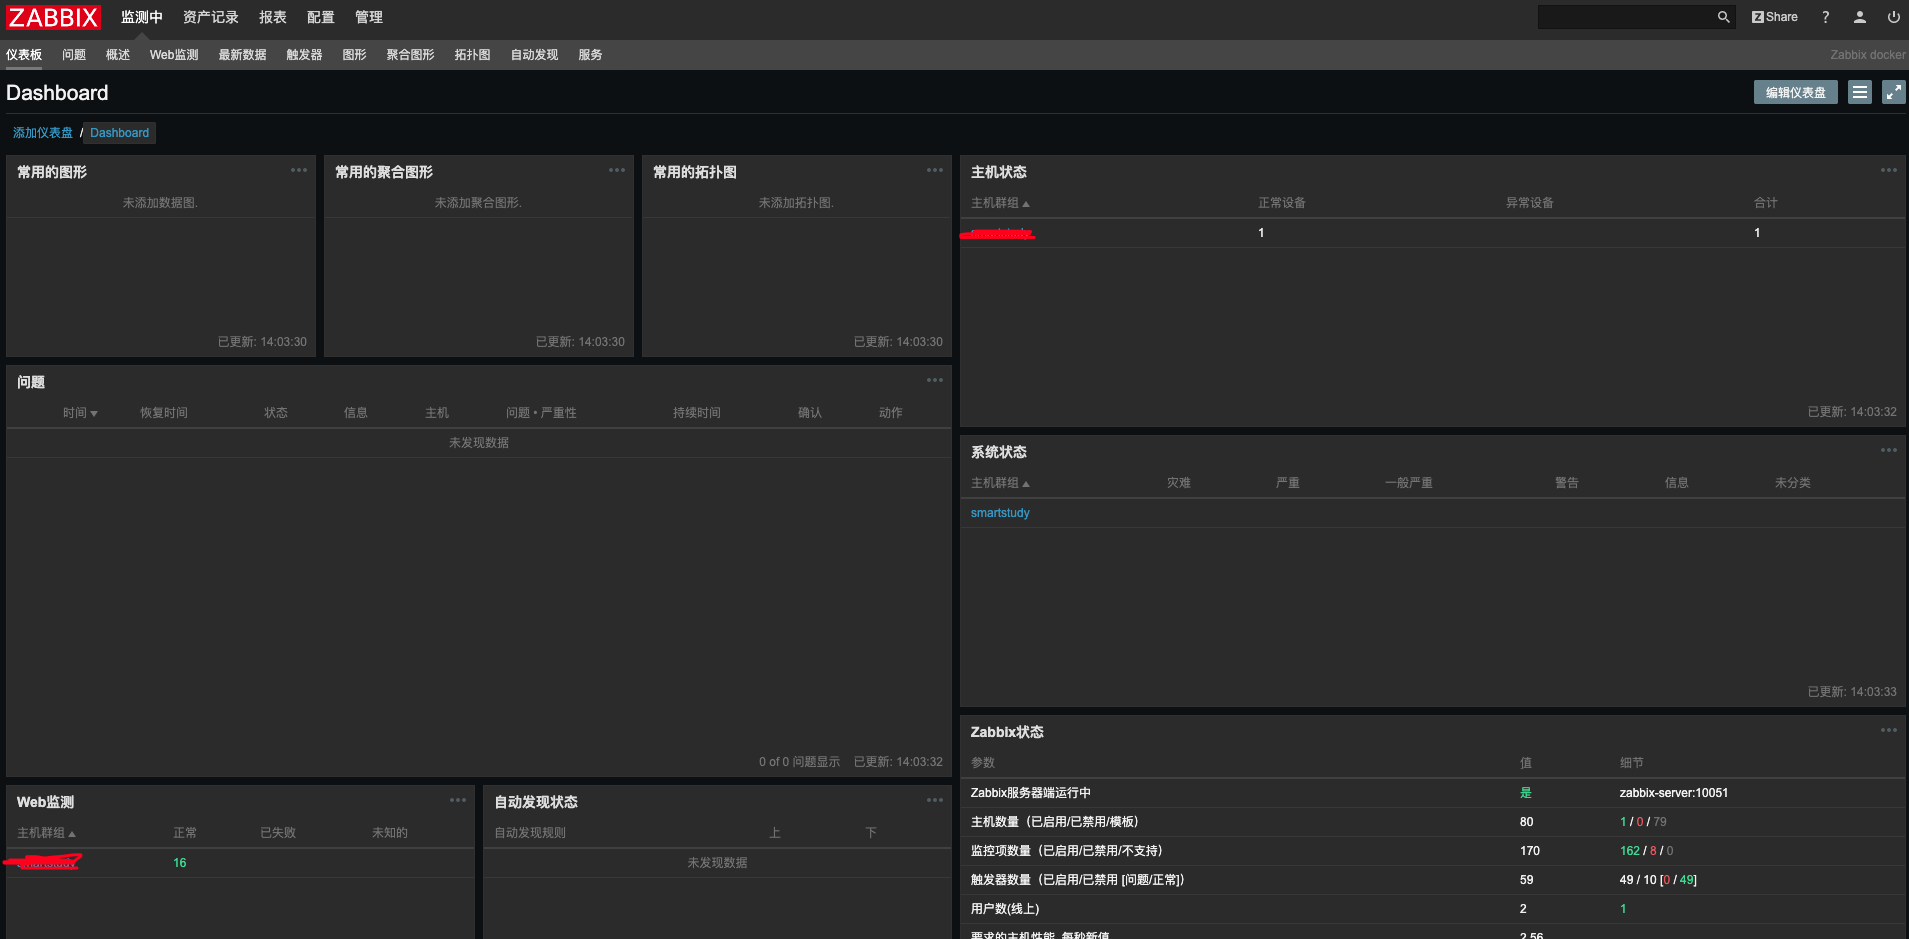 ZABBIX 监测中 资产记录 报表 配置 管理 Z Share ?
仪表板 问题 概述 Web监测 最新数据 触发器 图形 聚合图形 拓扑图 自动发现 服务 Zabbix docker
Dashboard 编辑仪表盘
添加仪表盘 / Dashboard
常用的图形
未添加数据图.
已更新: 14:03:30
常用的聚合图形
未添加聚合图形.
已更新: 14:03:30
常用的拓扑图
未添加拓扑图.
已更新: 14:03:30
主机状态
主机群组 正常设备 异常设备 合计
1 1
已更新: 14:03:32
问题
时间 恢复时间 状态 信息 主机 问题 • 严重性 持续时间 确认 动作
未发现数据
0 of 0 问题显示 已更新: 14:03:32
系统状态
主机群组 灾难 严重 一般严重 警告 信息 未分类
smartstudy
已更新: 14:03:33
Web监测
主机群组 正常 已失败 未知的
16
自动发现状态
自动发现规则 上 下
未发现数据
Zabbix状态
参数 值 细节
Zabbix服务器端运行中 是 zabbix-server:10051
主机数量（已启用/已禁用/模板） 80 1 / 0 / 79
监控项数量（已启用/已禁用/不支持） 170 162 / 8 / 0
触发器数量（已启用/已禁用 [问题/正常]） 59 49 / 10 [0 / 49]
用户数(线上) 2 1
要求的主机性能, 每秒新值 2.56